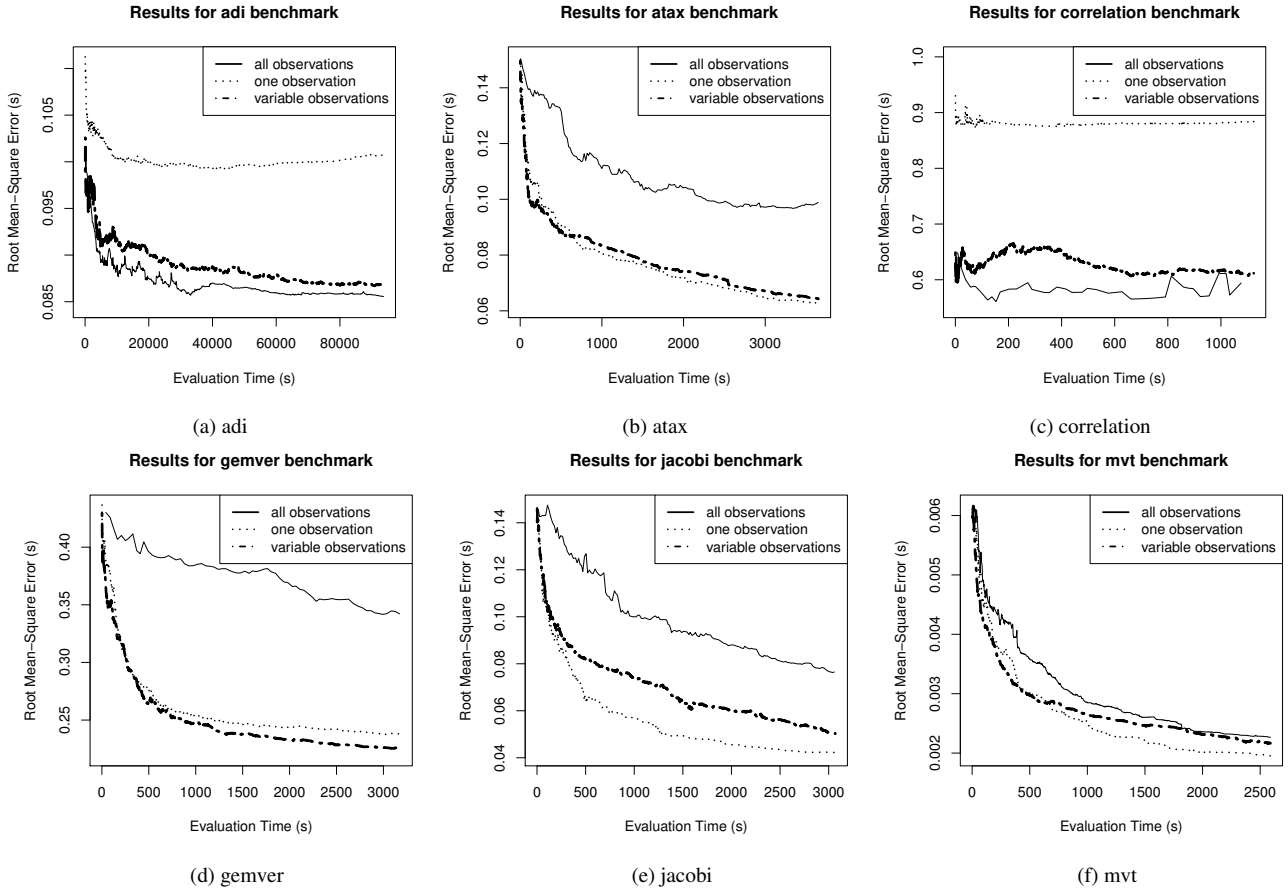 Results for adi benchmark
all observations
one observation
variable observations
Root Mean−Square Error (s)
0.085 0.095 0.105
0 20000 40000 60000 80000
Evaluation Time (s)
(a) adi
Results for atax benchmark
all observations
one observation
variable observations
Root Mean−Square Error (s)
0.06 0.08 0.10 0.12 0.14
0 1000 2000 3000
Evaluation Time (s)
(b) atax
Results for correlation benchmark
all observations
one observation
variable observations
Root Mean−Square Error (s)
0.6 0.7 0.8 0.9 1.0
0 200 400 600 800 1000
Evaluation Time (s)
(c) correlation
Results for gemver benchmark
all observations
one observation
variable observations
Root Mean−Square Error (s)
0.25 0.30 0.35 0.40
0 500 1000 1500 2000 2500 3000
Evaluation Time (s)
(d) gemver
Results for jacobi benchmark
all observations
one observation
variable observations
Root Mean−Square Error (s)
0.04 0.06 0.08 0.10 0.12 0.14
0 500 1000 1500 2000 2500 3000
Evaluation Time (s)
(e) jacobi
Results for mvt benchmark
all observations
one observation
variable observations
Root Mean−Square Error (s)
0.002 0.003 0.004 0.005 0.006
0 500 1000 1500 2000 2500
Evaluation Time (s)
(f) mvt